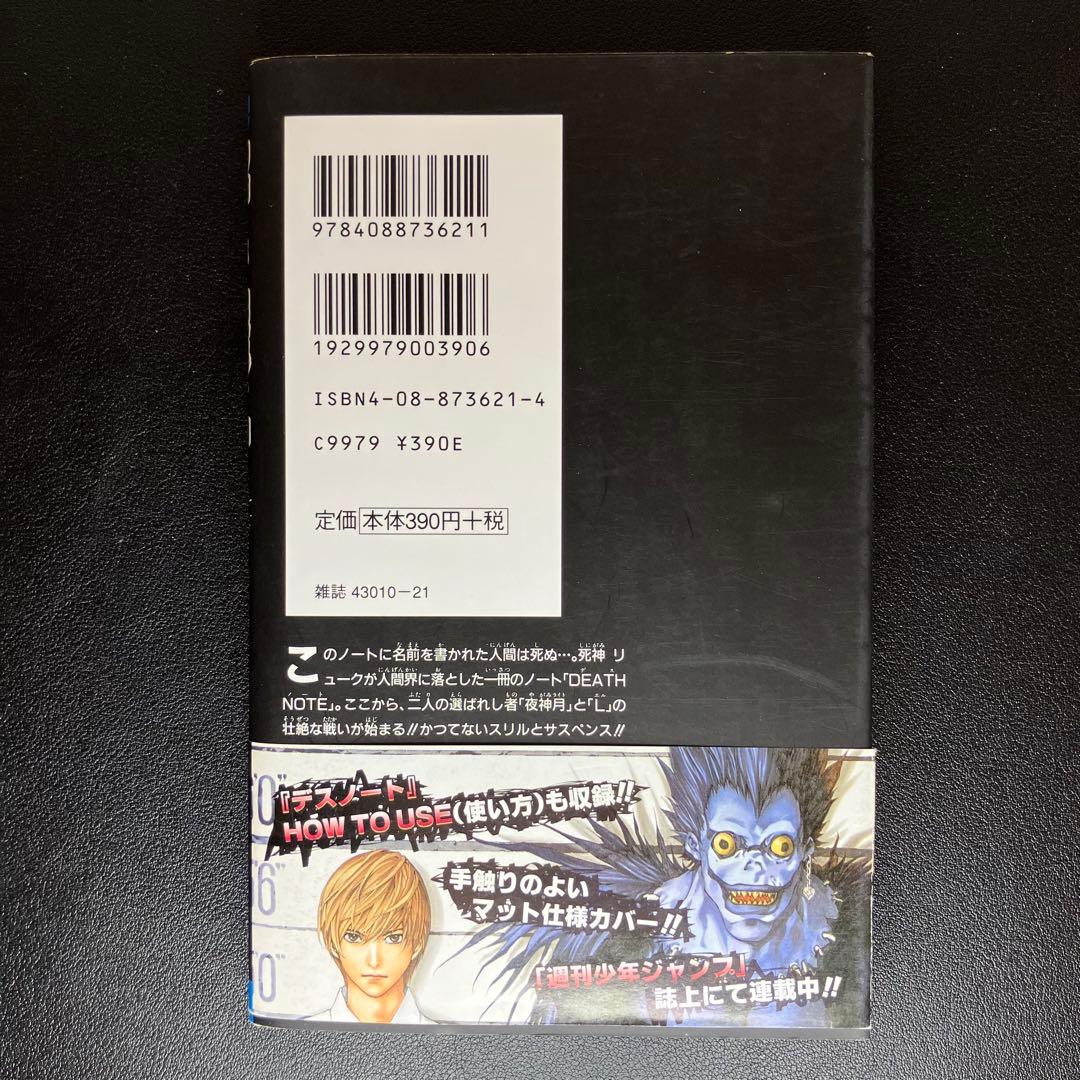 9784088736211
1929979003906
ISBN4-08-873621-4
C9979 ¥390E
定価 本体390円+税
雑誌 43010-21
このノートに名前を書かれた人間は死ぬ…。死神 リ
ュークが人間界に落とした一冊のノート「DEATH
NOTE」。ここから、二人の選ばれし者「夜神月」と「L」の
壮絶な戦いが始まる!!かつてないスリルとサスペンス!!
『デスノート』
HOW TO USE(使い方)も収録!!
手触りのよい
マット仕様カバー!!
「週刊少年ジャンプ」
誌上にて連載中!!
0"
6"
0"